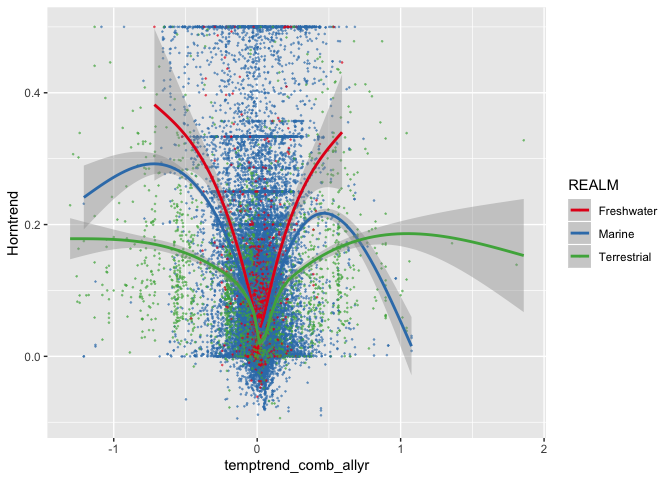 0.4
0.2
0.0
Horntrend
-1
0
1
2
temptrend_comb_allyr
REALM
Freshwater
Marine
Terrestrial